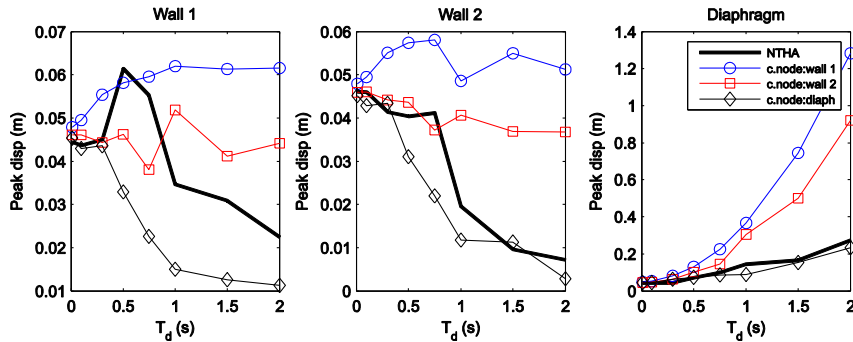 Wall 1
Wall 2
Diaphragm
Peak disp (m)
0.07
0.06
0.05
0.04
0.03
0.02
0.01
0 0.5 1 1.5 2
T_d (s)
Peak disp (m)
0.06
0.05
0.04
0.03
0.02
0.01
0
0 0.5 1 1.5 2
T_d (s)
Peak disp (m)
1.4
1.2
1
0.8
0.6
0.4
0.2
0
0 0.5 1 1.5 2
T_d (s)
NTHA
c.node:wall 1
c.node:wall 2
c.node:diaph